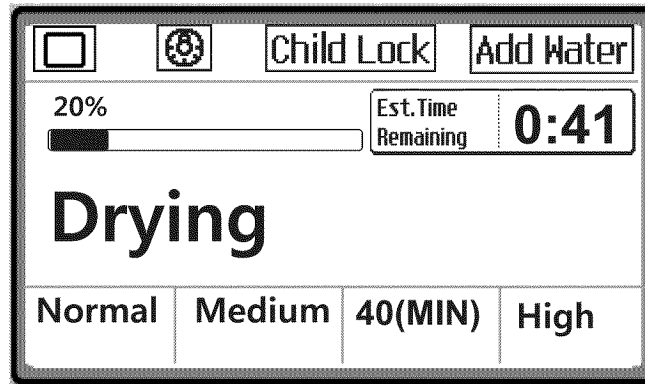 Child Lock Add Water
20%
Est.Time
Remaining
0:41
Drying
Normal Medium 40(MIN) High